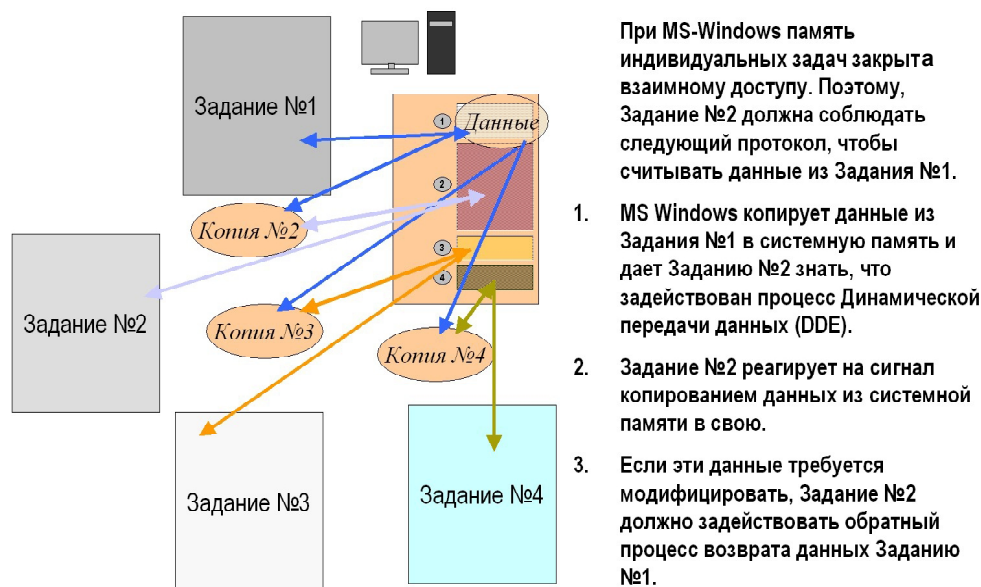 Задание №1
1
Данные
2
Копия №2
3
4
Задание №2
Копия №3
Копия №4
Задание №3
Задание №4
При MS-Windows память
индивидуальных задач закрыта
взаимному доступу. Поэтому,
Задание №2 должна соблюдать
следующий протокол, чтобы
считывать данные из Задания №1.
1. MS Windows копирует данные из
Задания №1 в системную память и
дает Заданию №2 знать, что
задействован процесс Динамической
передачи данных (DDE).
2. Задание №2 реагирует на сигнал
копированием данных из системной
памяти в свою.
3. Если эти данные требуется
модифицировать, Задание №2
должно задействовать обратный
процесс возврата данных Заданию
№1.